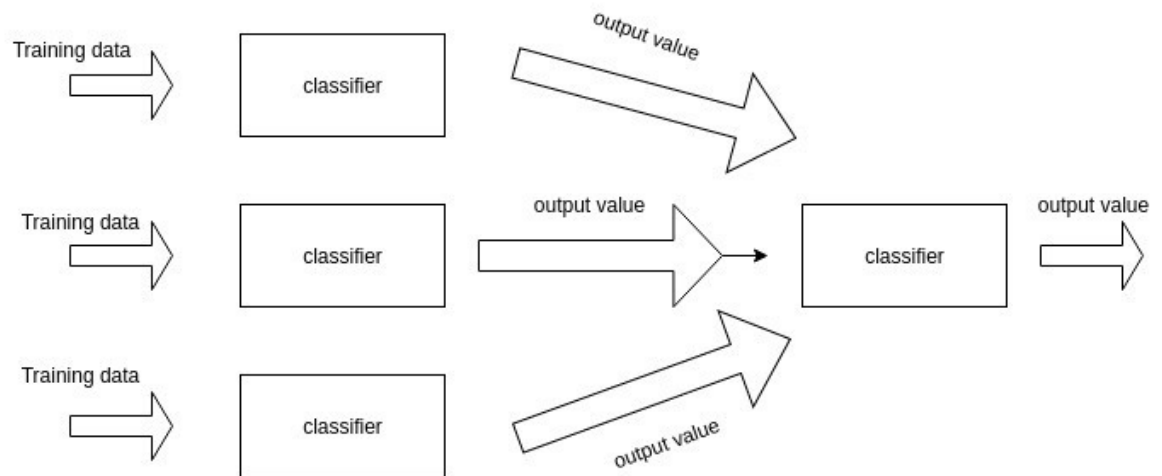 Training data
classifier
output value
Training data
classifier
output value
classifier
output value
Training data
classifier
output value